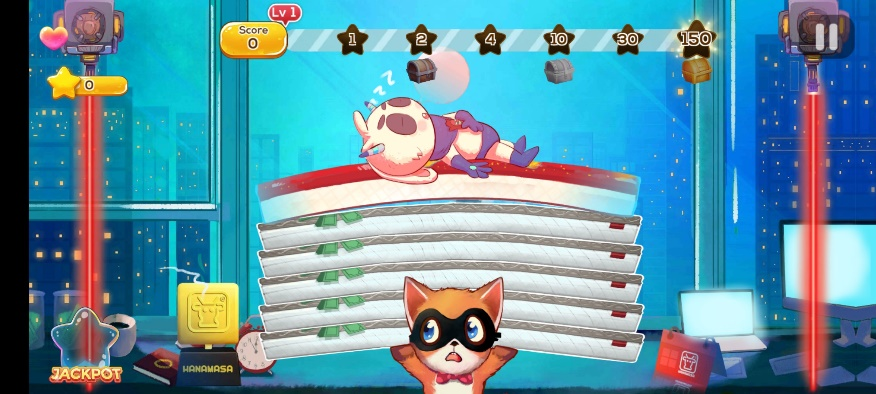 Lv 1
Score
0
1
2
4
10
30
150
0
z z z
JACKPOT
HANAMASA